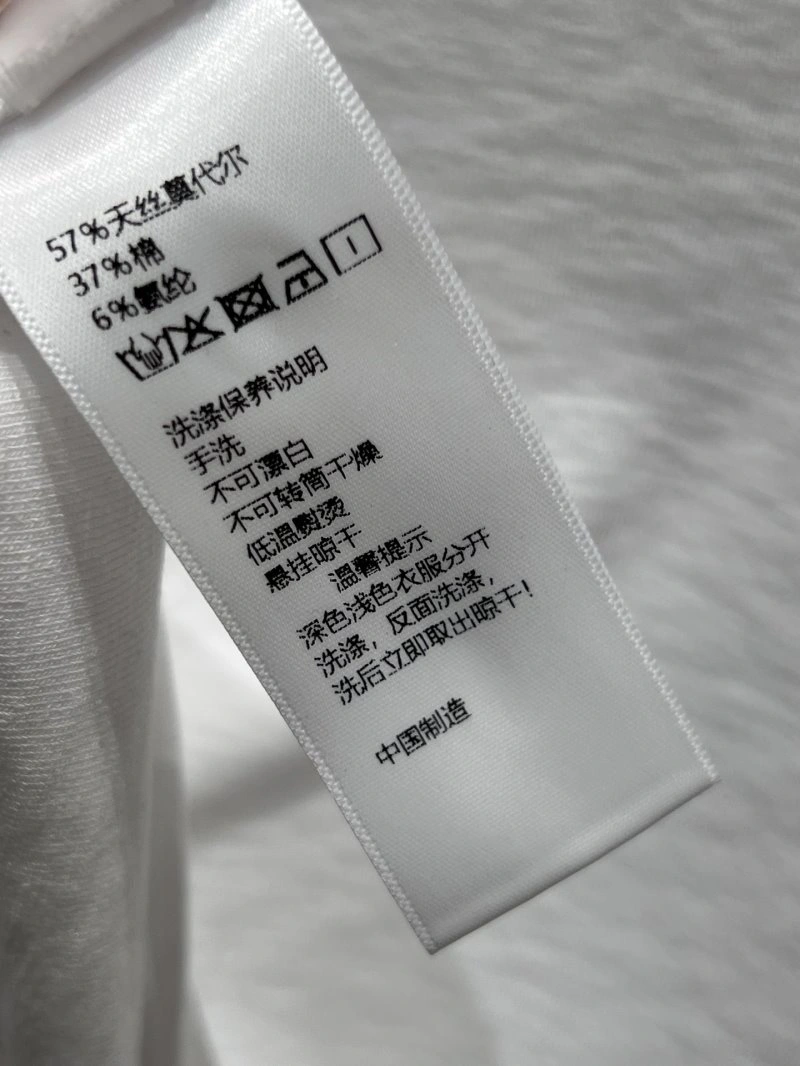 57%天丝莫代尔
37%棉
6%氨纶
洗涤保养说明
手洗
不可漂白
不可转筒干燥
低温熨烫
悬挂晾干
温馨提示
深色浅色衣服分开
洗涤，反面洗涤，
洗后立即取出晾干！
中国制造